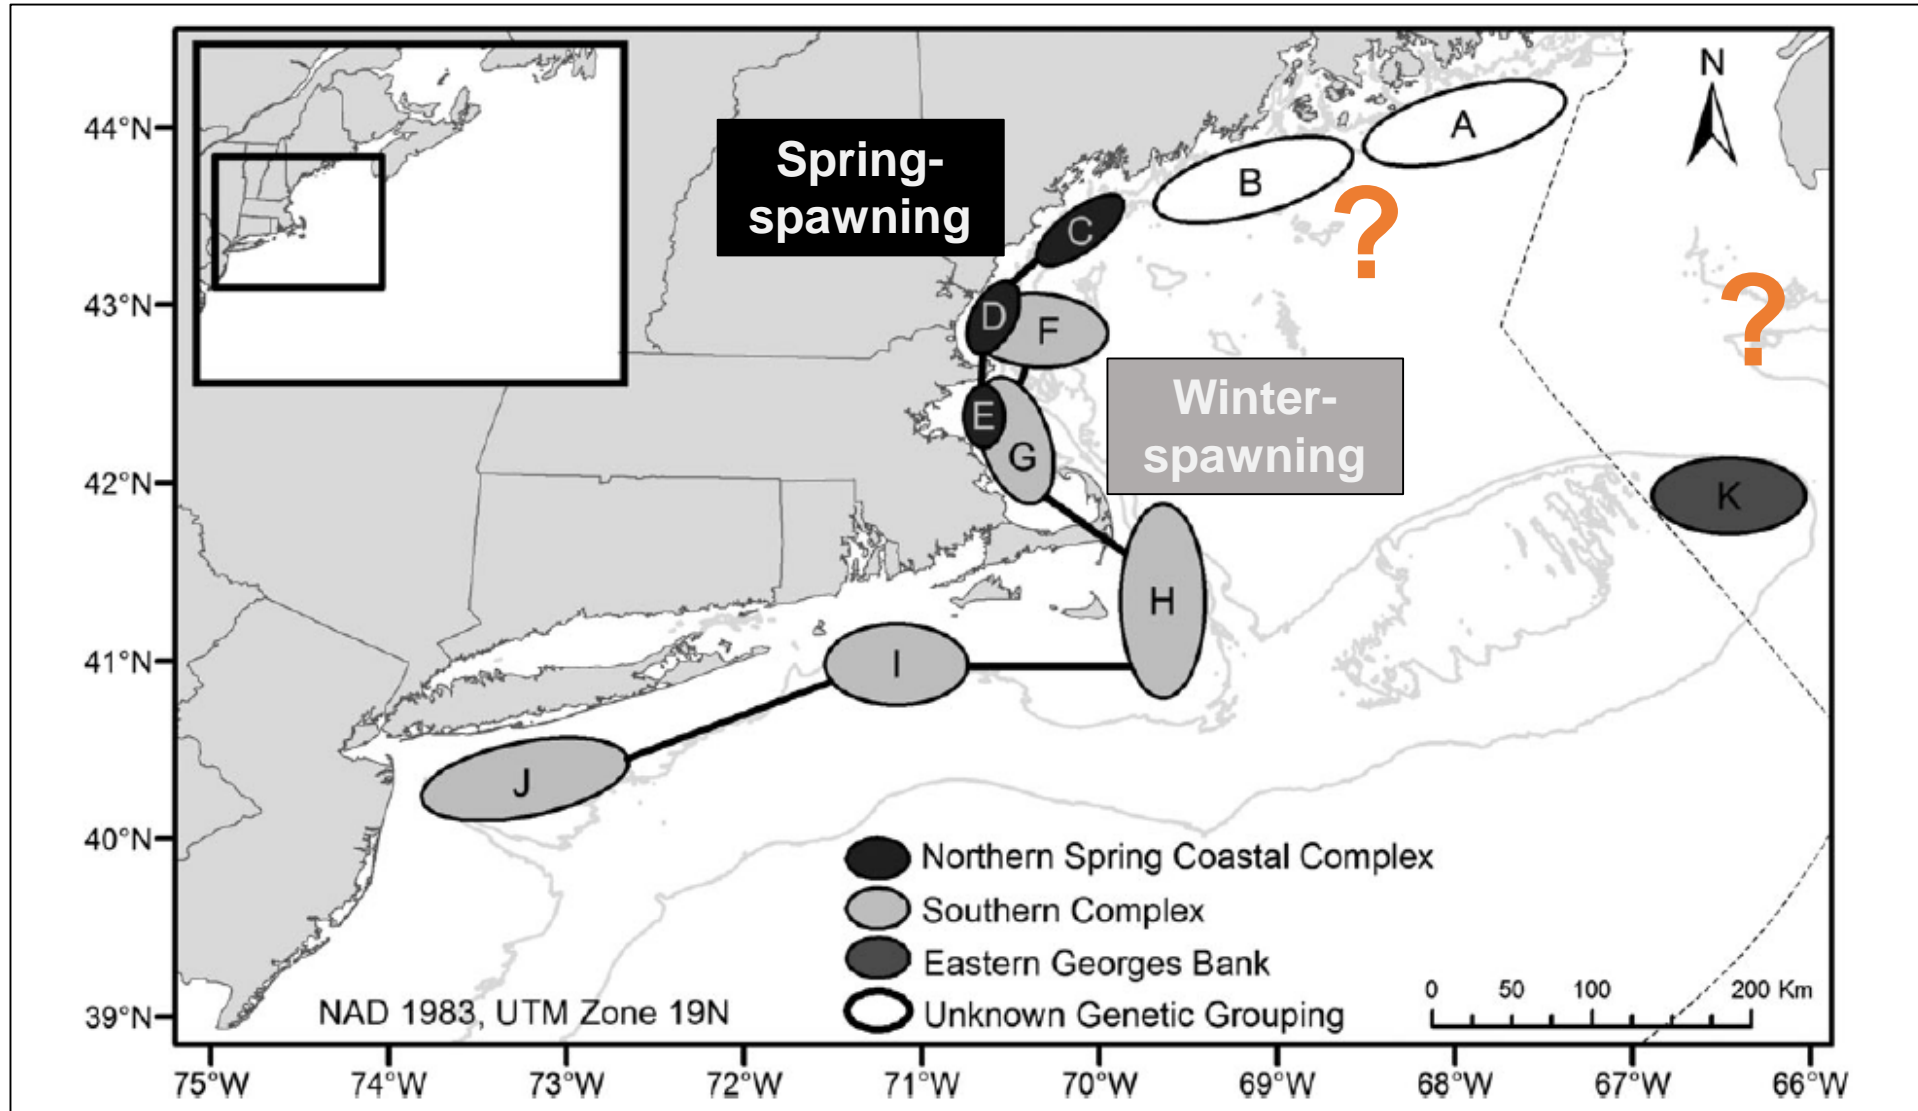 N
44°N
43°N
42°N
41°N
40°N
39°N
Spring-
spawning
Winter-
spawning
A
B
C
D
E
F
G
H
I
J
K
?
?
Northern Spring Coastal Complex
Southern Complex
Eastern Georges Bank
Unknown Genetic Grouping
NAD 1983, UTM Zone 19N
0 50 100 200 Km
75°W 74°W 73°W 72°W 71°W 70°W 69°W 68°W 67°W 66°W